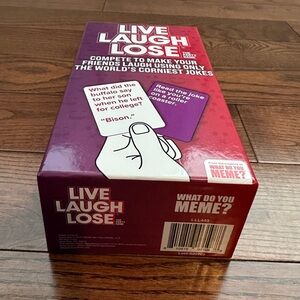 LIVE
LAUGH
LOSE
COMPETE TO MAKE YOUR
FRIENDS LAUGH USING ONLY
THE WORLD'S CORNIEST JOKES
What did the
buffalo say
to her son
when he left
for college?
"Bison."
Read the joke
like you're
on a roller
coaster.
WHAT DO YOU
MEME?
LIVE
LAUGH
LOSE
WHAT DO YOU
MEME?